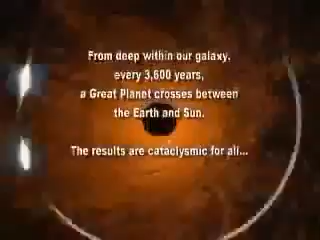 From deep within our galaxy,
every 3,600 years,
a Great Planet crosses between
the Earth and Sun.
The results are cataclysmic for all...